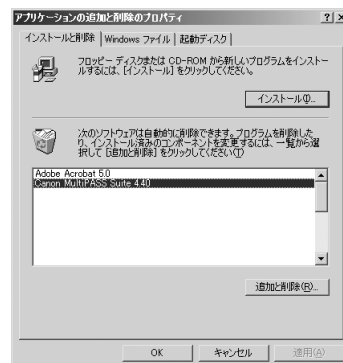 アプリケーションの追加と削除のプロパティ
インストールと削除
Windows ファイル
起動ディスク
フロッピー ディスクまたは CD-ROM から新しいプログラムをインストー
ルするには、[インストール] をクリックしてください。
インストール(I)...
次のソフトウェアは自動的に削除できます。プログラムを削除した
り、インストール済みのコンポーネントを変更するには、一覧から選
択して [追加と削除] をクリックしてください(T)
Adobe Acrobat 5.0
Canon MultiPASS Suite 4.40
追加と削除(R)...
OK
キャンセル
適用(A)